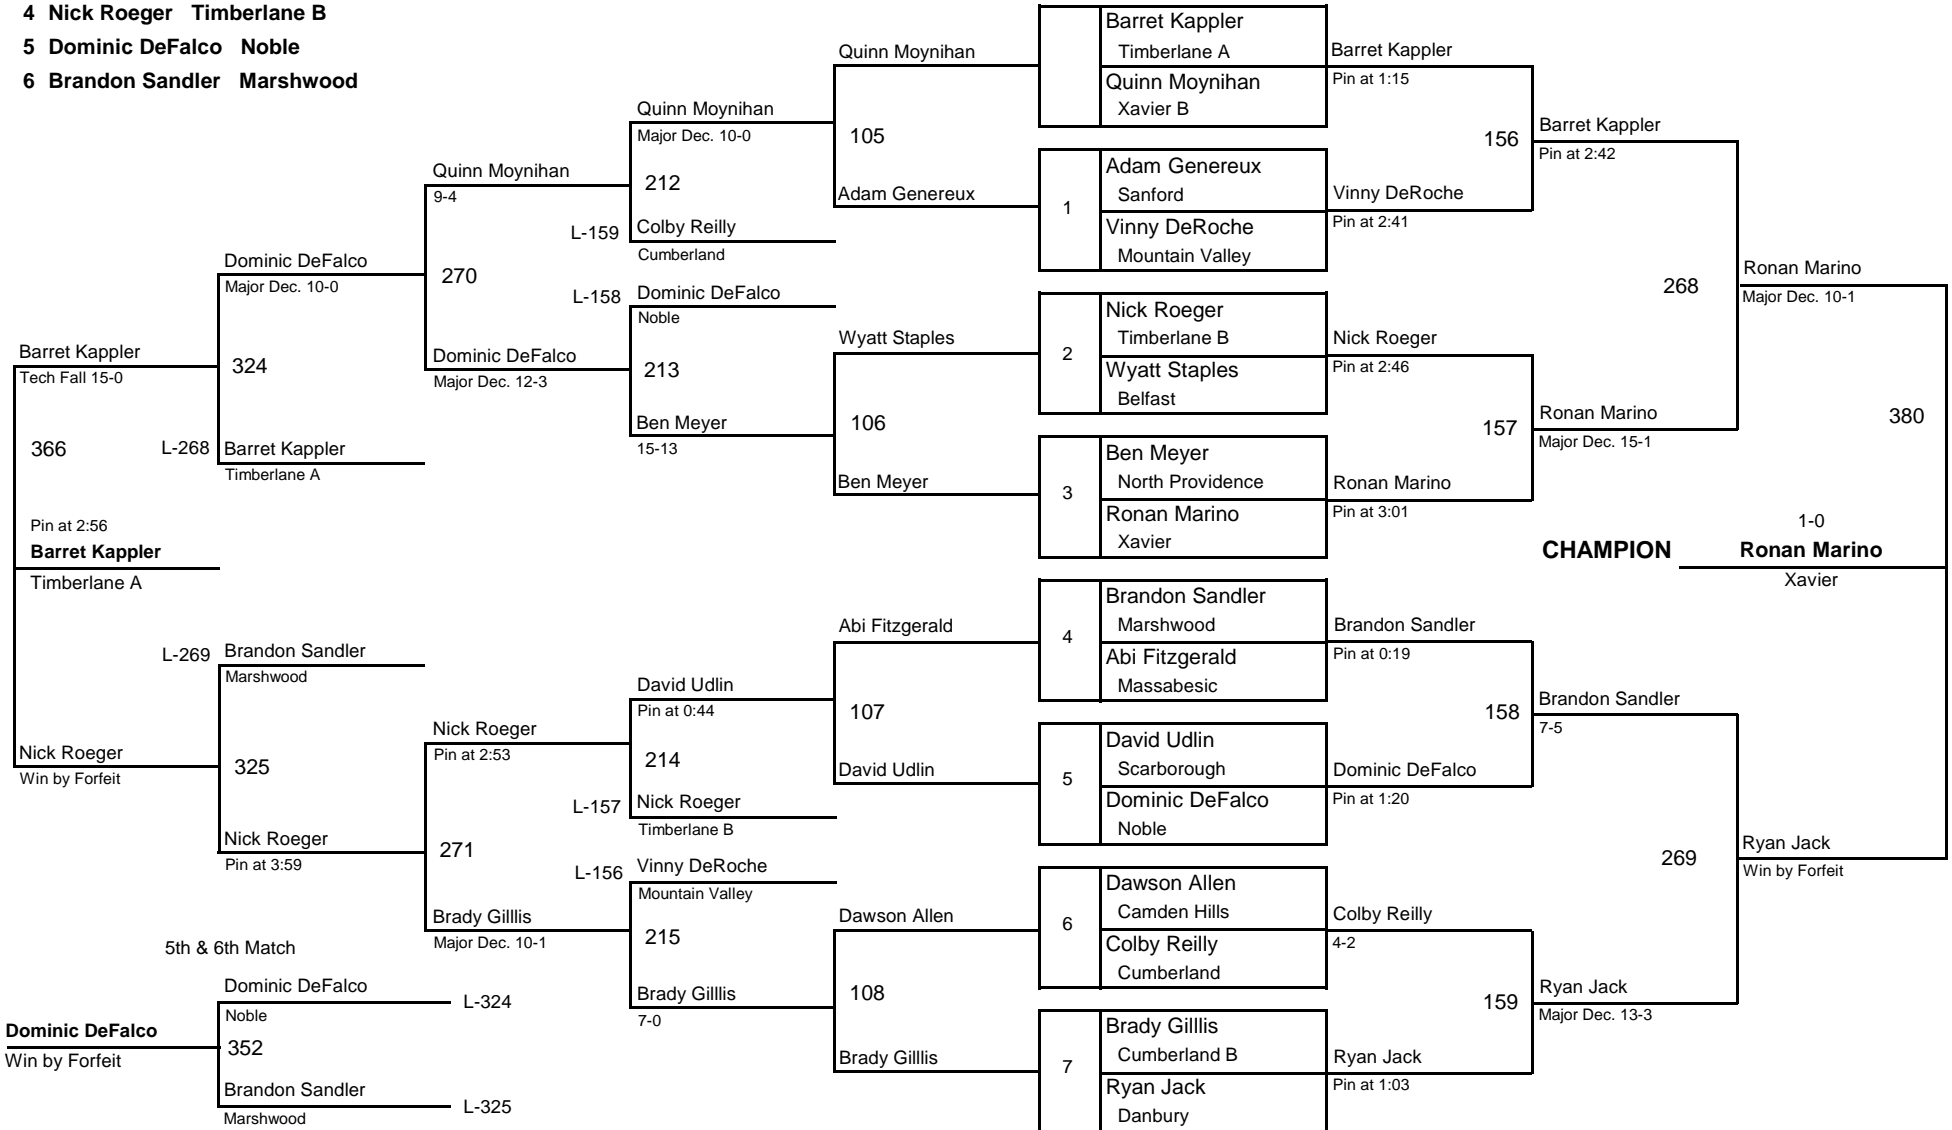 4 Nick Roeger Timberlane B
5 Dominic DeFalco Noble
6 Brandon Sandler Marshwood
Barret Kappler
Tech Fall 15-0
366
Pin at 2:56
Barret Kappler
Timberlane A
Nick Roeger
Win by Forfeit
Dominic DeFalco
Major Dec. 10-0
324
L-268
Barret Kappler
Timberlane A
L-269
Brandon Sandler
Marshwood
325
Nick Roeger
Pin at 3:59
5th & 6th Match
Dominic DeFalco
L-324
Noble
Dominic DeFalco
352
Win by Forfeit
Brandon Sandler
L-325
Marshwood
Quinn Moynihan
9-4
270
Dominic DeFalco
Major Dec. 12-3
Nick Roeger
Pin at 2:53
271
Brady Gilllis
Major Dec. 10-1
Quinn Moynihan
Major Dec. 10-0
212
L-159
Colby Reilly
Cumberland
L-158
Dominic DeFalco
Noble
213
Ben Meyer
15-13
David Udlin
Pin at 0:44
214
L-157
Nick Roeger
Timberlane B
L-156
Vinny DeRoche
Mountain Valley
215
Brady Gilllis
7-0
Quinn Moynihan
105
Adam Genereux
Wyatt Staples
106
Ben Meyer
Abi Fitzgerald
107
David Udlin
Dawson Allen
108
Brady Gilllis
Barret Kappler
Timberlane A
Quinn Moynihan
Xavier B
1
Adam Genereux
Sanford
Vinny DeRoche
Mountain Valley
2
Nick Roeger
Timberlane B
Wyatt Staples
Belfast
3
Ben Meyer
North Providence
Ronan Marino
Xavier
4
Brandon Sandler
Marshwood
Abi Fitzgerald
Massabesic
5
David Udlin
Scarborough
Dominic DeFalco
Noble
6
Dawson Allen
Camden Hills
Colby Reilly
Cumberland
7
Brady Gilllis
Cumberland B
Ryan Jack
Danbury
Barret Kappler
Pin at 1:15
156
Vinny DeRoche
Pin at 2:41
Nick Roeger
Pin at 2:46
157
Ronan Marino
Pin at 3:01
Brandon Sandler
Pin at 0:19
158
Dominic DeFalco
Pin at 1:20
Colby Reilly
4-2
159
Ryan Jack
Pin at 1:03
Barret Kappler
Pin at 2:42
268
Ronan Marino
Major Dec. 15-1
Brandon Sandler
7-5
269
Ryan Jack
Major Dec. 13-3
Ronan Marino
Major Dec. 10-1
380
1-0
CHAMPION Ronan Marino
Xavier
Ryan Jack
Win by Forfeit